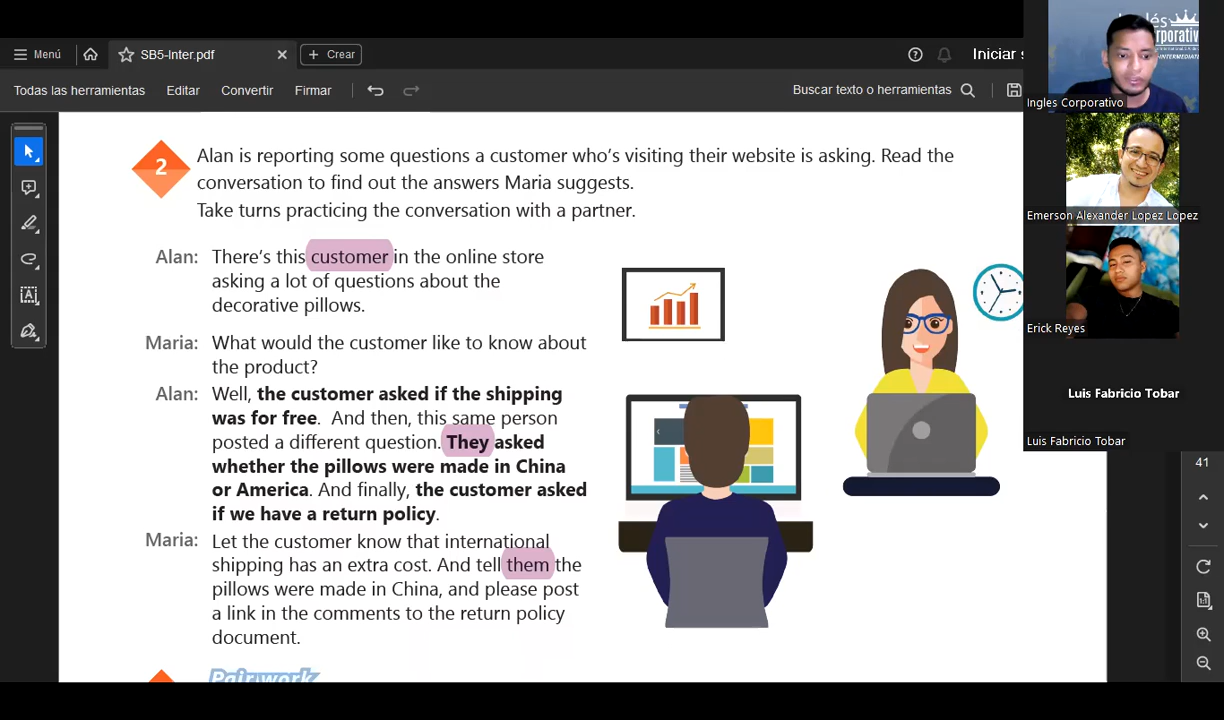 Menú
SB5-Inter.pdf
Crear
Iniciar s
Todas las herramientas
Editar
Convertir
Firmar
Buscar texto o herramientas
2
Alan is reporting some questions a customer who's visiting their website is asking. Read the
conversation to find out the answers Maria suggests.
Take turns practicing the conversation with a partner.
Alan: There's this customer in the online store
asking a lot of questions about the
decorative pillows.
Maria: What would the customer like to know about
the product?
Alan: Well, the customer asked if the shipping
was for free. And then, this same person
posted a different question. They asked
whether the pillows were made in China
or America. And finally, the customer asked
if we have a return policy.
Maria: Let the customer know that international
shipping has an extra cost. And tell them the
pillows were made in China, and please post
a link in the comments to the return policy
document.
Pair work
Ingles Corporativo
Emerson Alexander Lopez Lopez
Erick Reyes
Luis Fabricio Tobar
Luis Fabricio Tobar
41
1:1